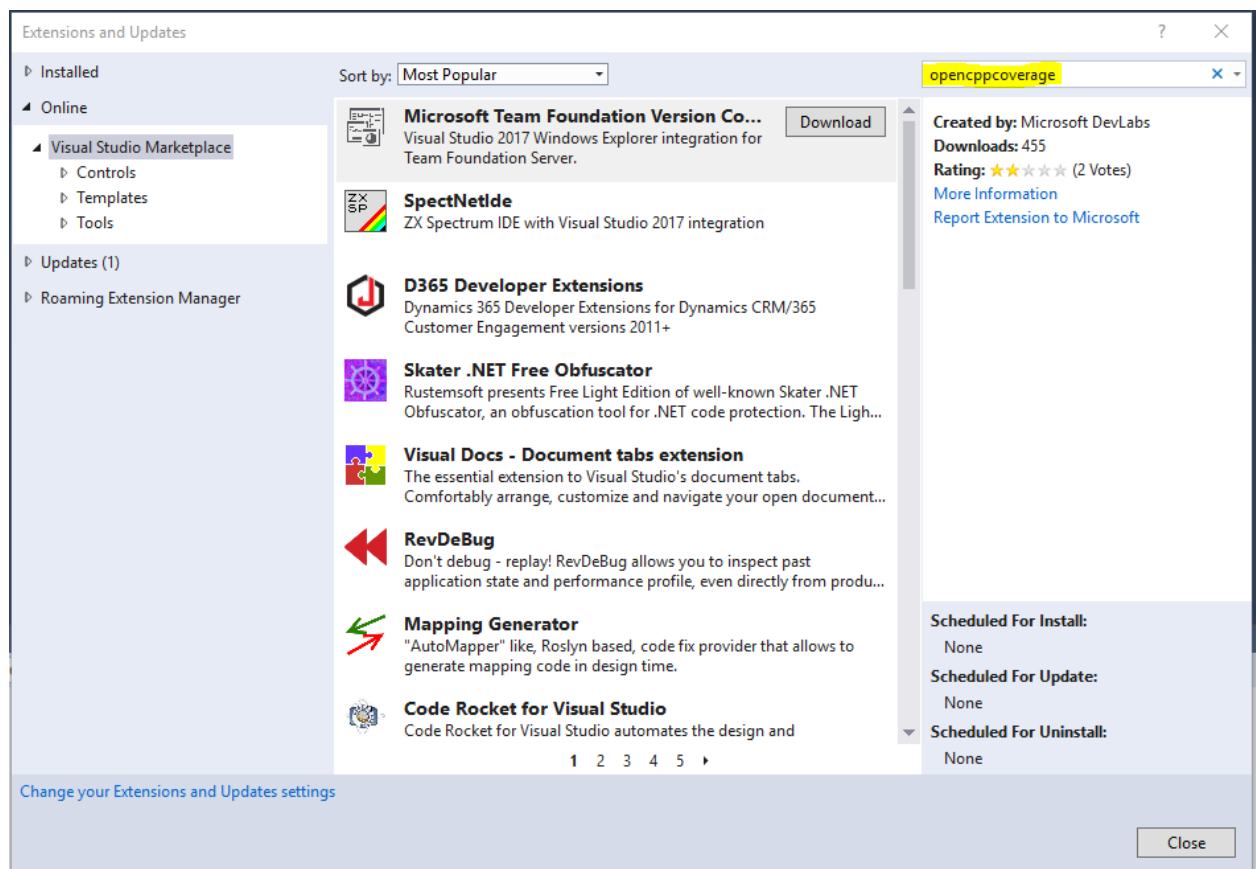 Extensions and Updates
?
Installed
Online
Visual Studio Marketplace
Controls
Templates
Tools
Updates (1)
Roaming Extension Manager
Sort by: Most Popular
Microsoft Team Foundation Version Co...
Download
Visual Studio 2017 Windows Explorer integration for
Team Foundation Server.
ZX
SP
SpectNetIde
ZX Spectrum IDE with Visual Studio 2017 integration
D365 Developer Extensions
Dynamics 365 Developer Extensions for Dynamics CRM/365
Customer Engagement versions 2011+
Skater .NET Free Obfuscator
Rustemsoft presents Free Light Edition of well-known Skater .NET
Obfuscator, an obfuscation tool for .NET code protection. The Ligh...
Visual Docs - Document tabs extension
The essential extension to Visual Studio's document tabs.
Comfortably arrange, customize and navigate your open document...
RevDeBug
Don't debug - replay! RevDeBug allows you to inspect past
application state and performance profile, even directly from produ...
Mapping Generator
"AutoMapper" like, Roslyn based, code fix provider that allows to
generate mapping code in design time.
Code Rocket for Visual Studio
Code Rocket for Visual Studio automates the design and
1 2 3 4 5
opencppcoverage
Created by: Microsoft DevLabs
Downloads: 455
Rating: (2 Votes)
More Information
Report Extension to Microsoft
Scheduled For Install:
None
Scheduled For Update:
None
Scheduled For Uninstall:
None
Change your Extensions and Updates settings
Close